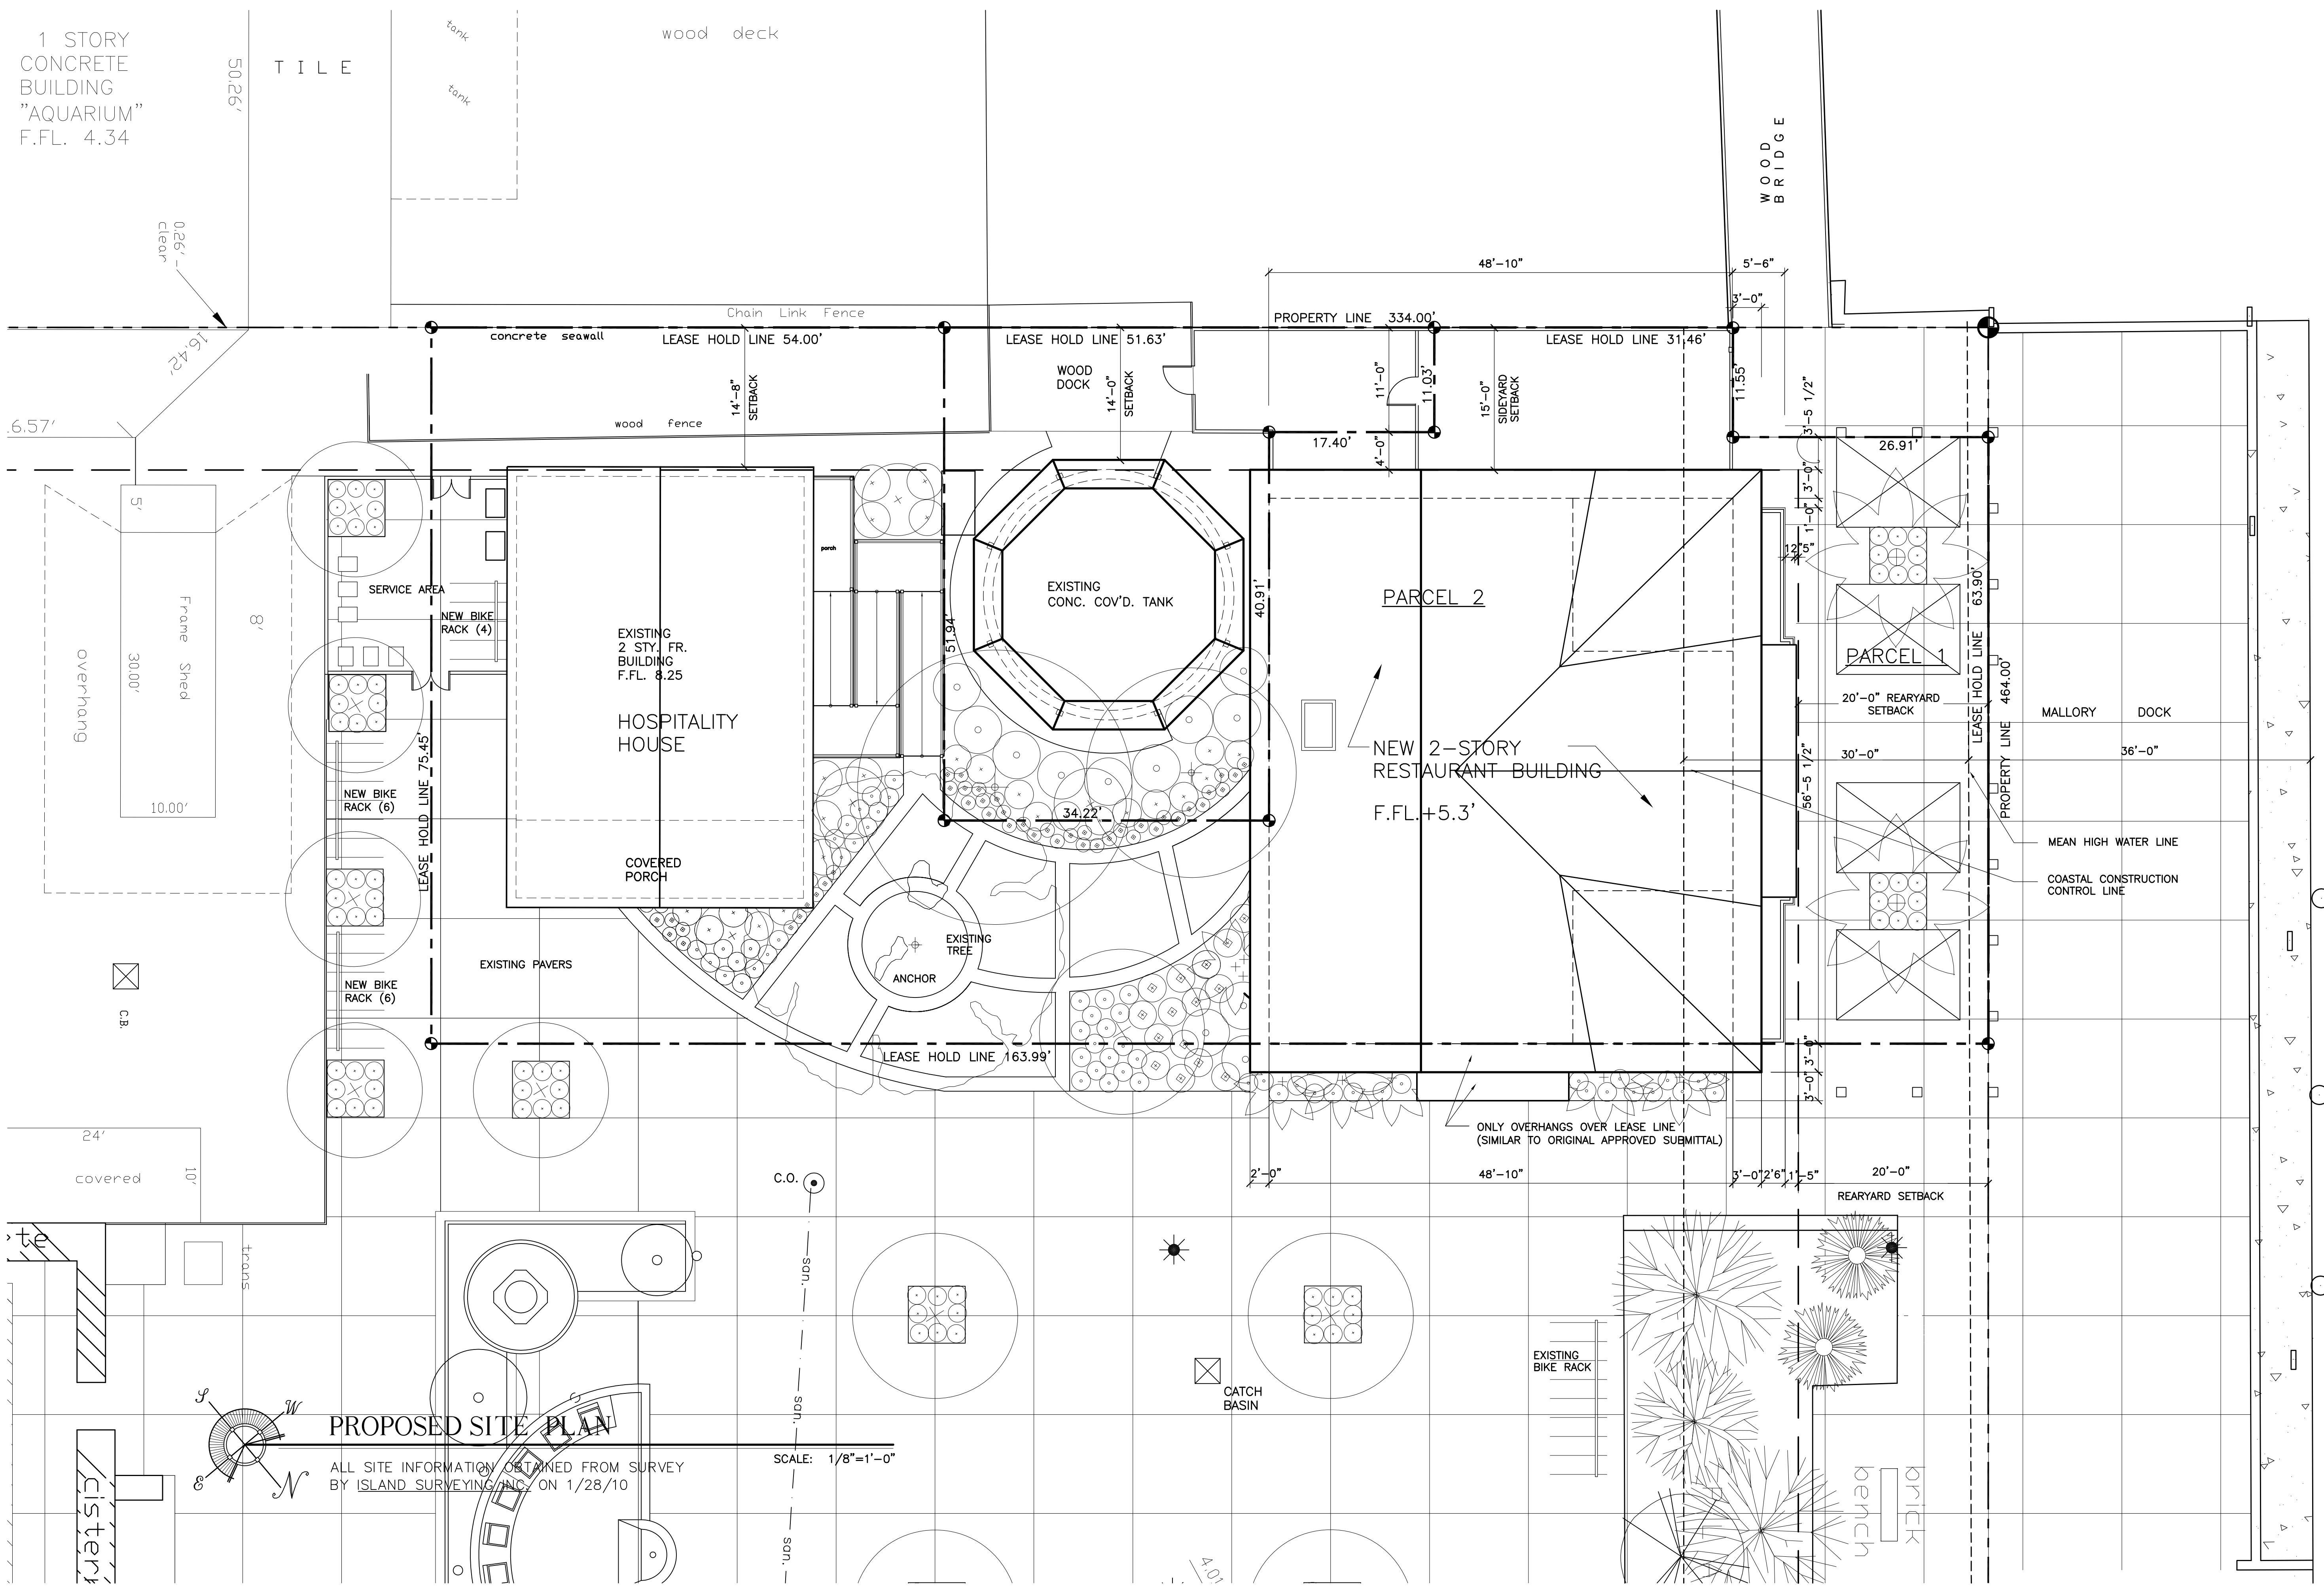 1 STORY
CONCRETE
BUILDING
"AQUARIUM"
F.FL. 4.34
50.26'
TILE
tank
tank
wood deck
WOOD
BRIDGE
0.26'
clear
16.42'
Chain Link Fence
concrete seawall
LEASE HOLD LINE 54.00'
LEASE HOLD LINE 51.63'
PROPERTY LINE 334.00'
LEASE HOLD LINE 31.46'
48'-10"
5'-6"
3'-0"
14'-8"
SETBACK
14'-0"
SETBACK
WOOD
DOCK
11'-0"
11.03'
15'-0"
SIDEYARD
SETBACK
11.55'
3'-5 1/2"
wood fence
17.40'
4'-0"
26.91'
3'-0"
1'-0"
12"5"
.6.57'
5'
Frame Shed
8'
overhang
30.00'
10.00'
SERVICE AREA
NEW BIKE
RACK (4)
EXISTING
2 STY. FR.
BUILDING
F.FL. 8.25
HOSPITALITY
HOUSE
porch
51.94'
EXISTING
CONC. COV'D. TANK
40.91'
PARCEL 2
PARCEL 1
20'-0" REARYARD
SETBACK
LEASE HOLD LINE 63.90'
PROPERTY LINE 464.00'
MALLORY DOCK
30'-0"
36'-0"
56'-5 1/2"
NEW 2-STORY
RESTAURANT BUILDING
F.FL.+5.3'
MEAN HIGH WATER LINE
COASTAL CONSTRUCTION
CONTROL LINE
LEASE HOLD LINE 75.45'
NEW BIKE
RACK (6)
34.22'
COVERED
PORCH
EXISTING
TREE
ANCHOR
EXISTING PAVERS
NEW BIKE
RACK (6)
C.B.
LEASE HOLD LINE 163.99'
3'-0"
3'-0"
ONLY OVERHANGS OVER LEASE LINE
(SIMILAR TO ORIGINAL APPROVED SUBMITTAL)
24'
covered
10'
C.O.
2'-0"
48'-10"
3'-0"
2'6"
1'-5"
20'-0"
REARYARD SETBACK
trans
san.
san.
san.
EXISTING
BIKE RACK
CATCH
BASIN
S
W
E
N
PROPOSED SITE PLAN
SCALE: 1/8"=1'-0"
ALL SITE INFORMATION OBTAINED FROM SURVEY
BY ISLAND SURVEYING INC. ON 1/28/10
brick
bench